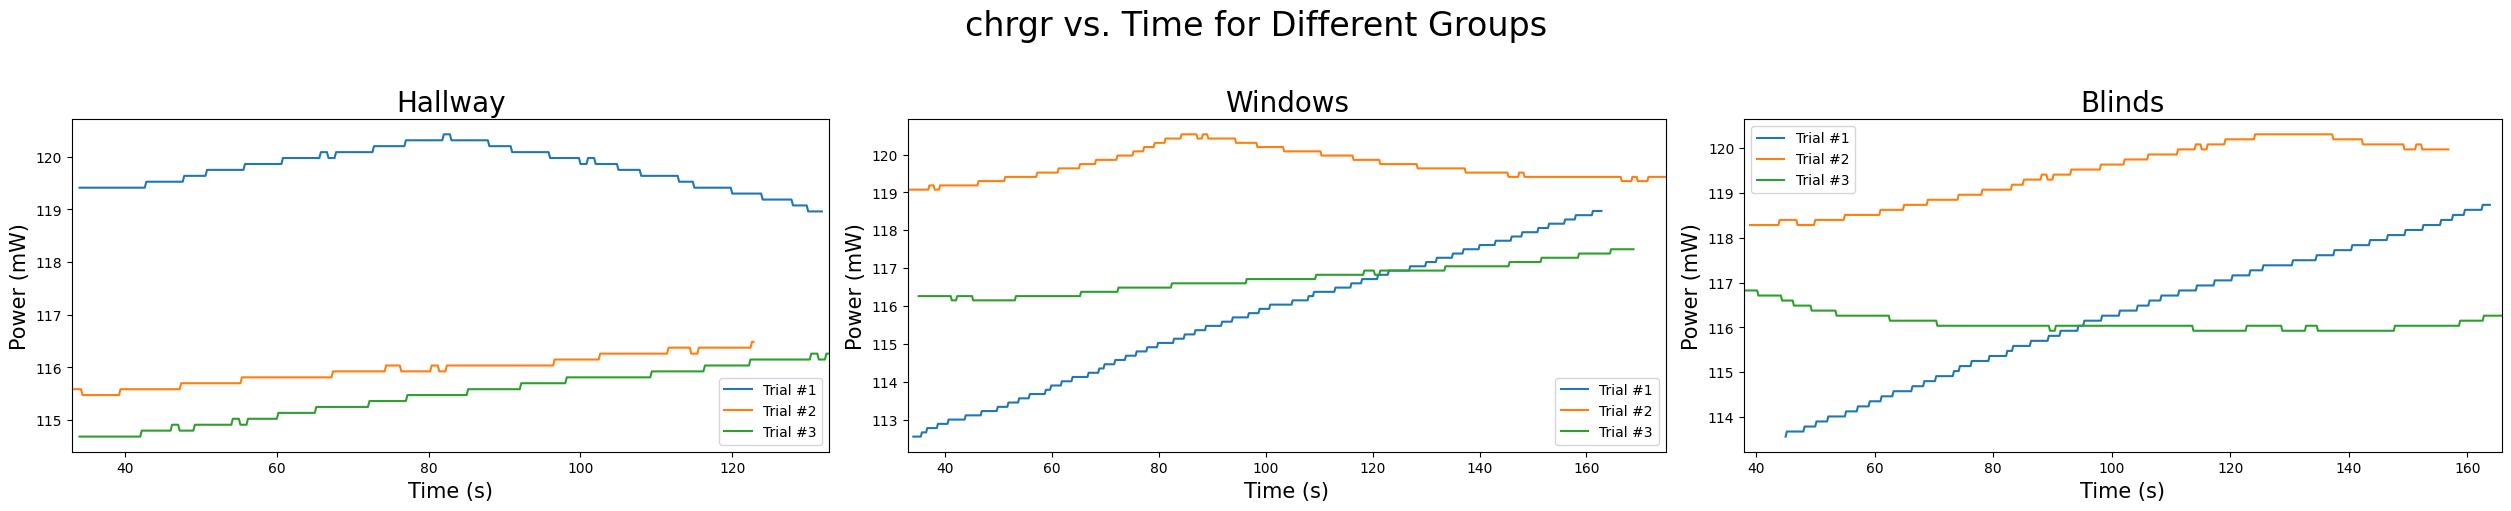 chrgr vs. Time for Different Groups
Hallway
Power (mW)
120
119
118
117
116
115
40 60 80 100 120
Time (s)
Trial #1
Trial #2
Trial #3
Windows
Power (mW)
120
119
118
117
116
115
114
113
40 60 80 100 120 140 160
Time (s)
Trial #1
Trial #2
Trial #3
Blinds
Power (mW)
120
119
118
117
116
115
114
40 60 80 100 120 140 160
Time (s)
Trial #1
Trial #2
Trial #3